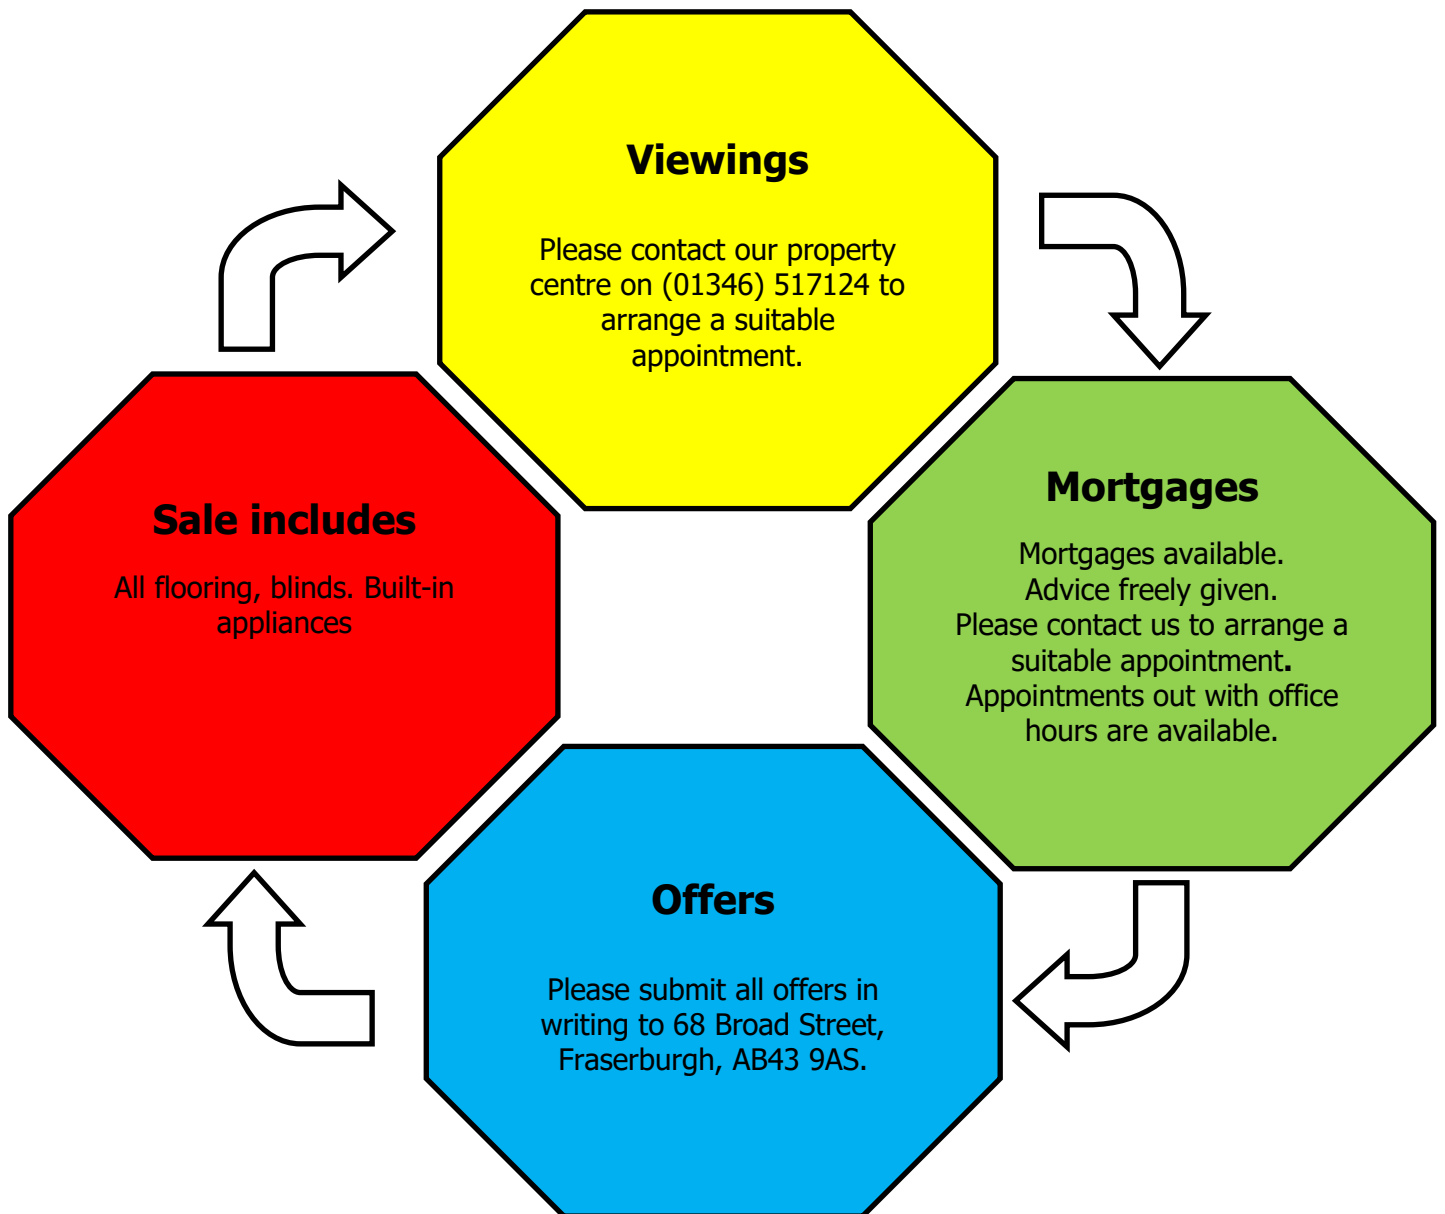 Viewings
Please contact our property
centre on (01346) 517124 to
arrange a suitable
appointment.
Sale includes
All flooring, blinds. Built-in
appliances
Mortgages
Mortgages available.
Advice freely given.
Please contact us to arrange a
suitable appointment.
Appointments out with office
hours are available.
Offers
Please submit all offers in
writing to 68 Broad Street,
Fraserburgh, AB43 9AS.